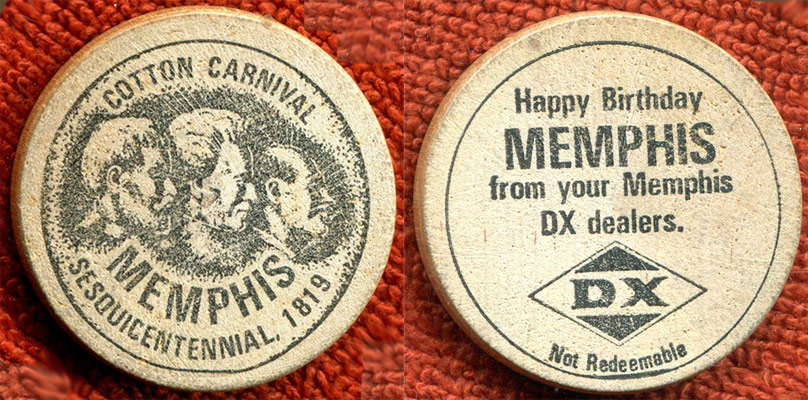 COTTON CARNIVAL
MEMPHIS
SESQUICENTENNIAL, 1819
Happy Birthday
MEMPHIS
from your Memphis
DX dealers.
DX
Not Redeemable